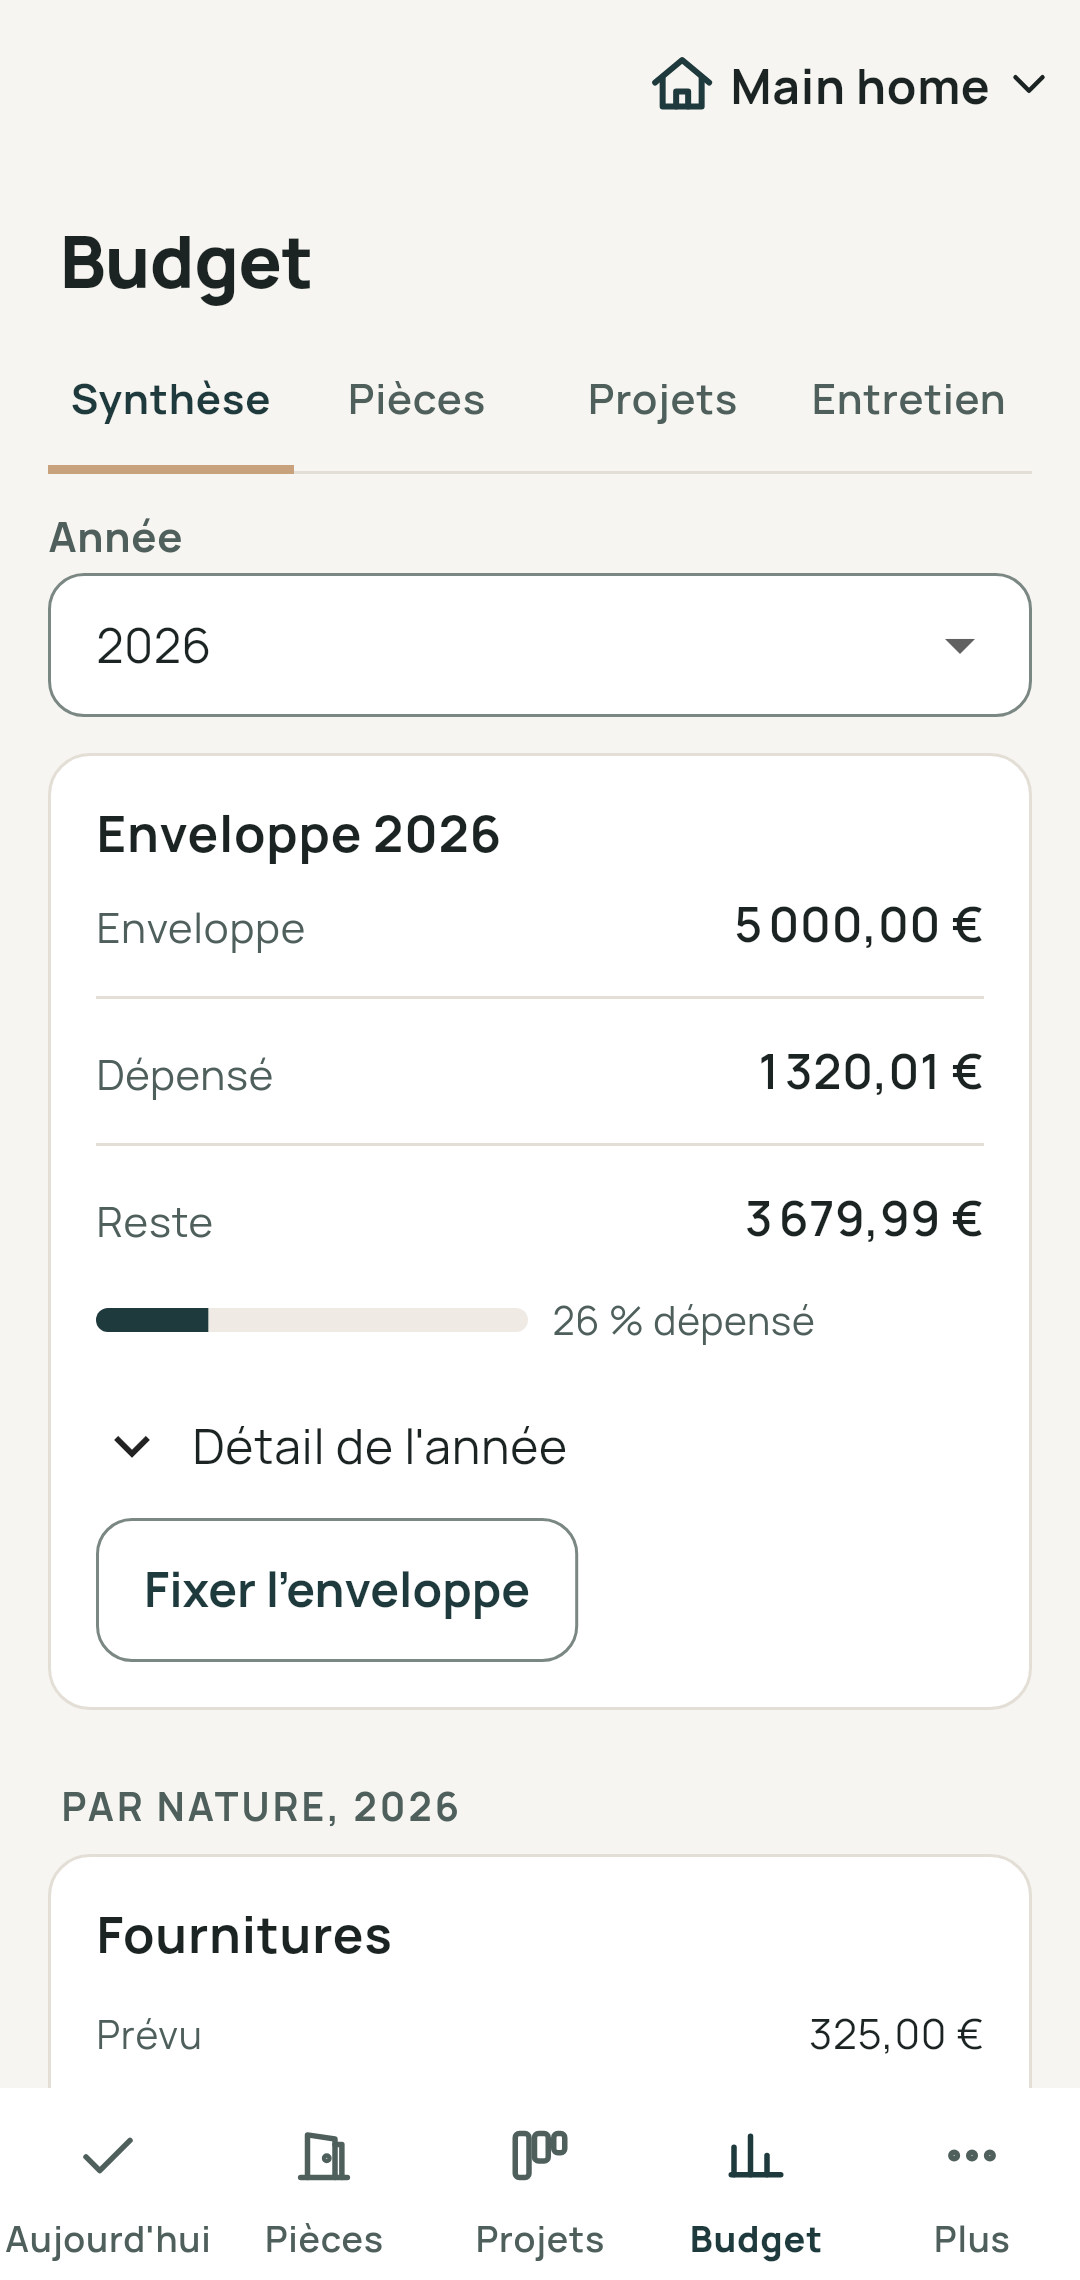 Main home
Budget
Synthèse Pièces Projets Entretien
Année
2026
Enveloppe 2026
Enveloppe 5 000,00 €
Dépensé 1 320,01 €
Reste 3 679,99 €
26 % dépensé
Détail de l'année
Fixer l’enveloppe
PAR NATURE, 2026
Fournitures
Prévu 325,00 €
Aujourd'hui Pièces Projets Budget Plus